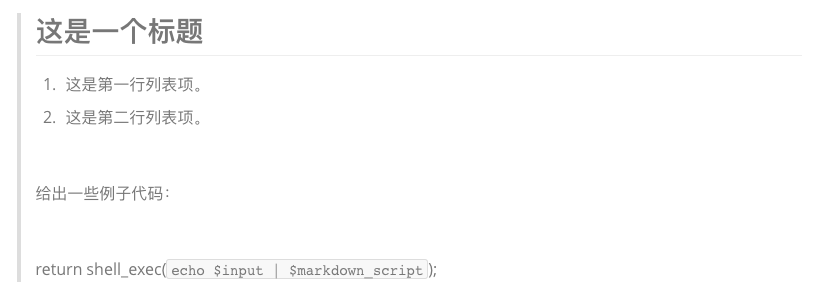 这是一个标题
1. 这是第一行列表项。
2. 这是第二行列表项。
给出一些例子代码：
return shell_exec(echo $input | $markdown_script);